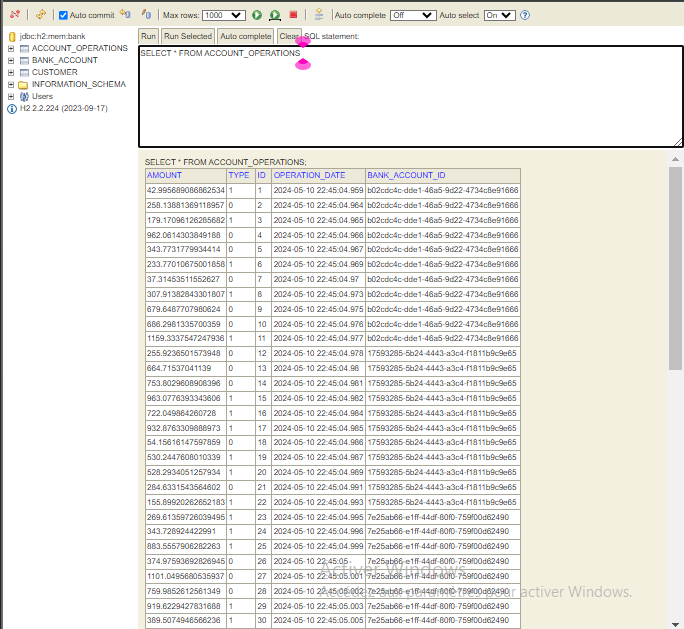 Auto commit Max rows: 1000 Auto complete Off Auto select On
jdbc:h2:mem:bank
ACCOUNT_OPERATIONS
BANK_ACCOUNT
CUSTOMER
INFORMATION_SCHEMA
Users
H2 2.2.224 (2023-09-17)
Run Run Selected Auto complete Clear SQL statement:
SELECT * FROM ACCOUNT_OPERATIONS
SELECT * FROM ACCOUNT_OPERATIONS;
AMOUNT TYPE ID OPERATION_DATE BANK_ACCOUNT_ID
42.995689086862534 1 1 2024-05-10 22:45:04.959 b02cdc4c-dde1-46a5-9d22-4734c8e91666
258.13881369118957 0 2 2024-05-10 22:45:04.964 b02cdc4c-dde1-46a5-9d22-4734c8e91666
179.17096126285682 1 3 2024-05-10 22:45:04.965 b02cdc4c-dde1-46a5-9d22-4734c8e91666
962.0614303849188 0 4 2024-05-10 22:45:04.966 b02cdc4c-dde1-46a5-9d22-4734c8e91666
343.7731779934414 0 5 2024-05-10 22:45:04.967 b02cdc4c-dde1-46a5-9d22-4734c8e91666
233.77010675001858 1 6 2024-05-10 22:45:04.969 b02cdc4c-dde1-46a5-9d22-4734c8e91666
37.31453511552627 0 7 2024-05-10 22:45:04.97 b02cdc4c-dde1-46a5-9d22-4734c8e91666
307.91382843301807 1 8 2024-05-10 22:45:04.973 b02cdc4c-dde1-46a5-9d22-4734c8e91666
679.6487707980624 0 9 2024-05-10 22:45:04.975 b02cdc4c-dde1-46a5-9d22-4734c8e91666
686.2981335700359 0 10 2024-05-10 22:45:04.976 b02cdc4c-dde1-46a5-9d22-4734c8e91666
1159.3337547247936 1 11 2024-05-10 22:45:04.977 b02cdc4c-dde1-46a5-9d22-4734c8e91666
255.9236501573948 0 12 2024-05-10 22:45:04.978 17593285-5b24-4443-a3c4-f1811b9c9e65
664.71537041139 0 13 2024-05-10 22:45:04.98 17593285-5b24-4443-a3c4-f1811b9c9e65
753.8029608908396 0 14 2024-05-10 22:45:04.981 17593285-5b24-4443-a3c4-f1811b9c9e65
963.0776393343606 1 15 2024-05-10 22:45:04.982 17593285-5b24-4443-a3c4-f1811b9c9e65
722.049864260728 1 16 2024-05-10 22:45:04.984 17593285-5b24-4443-a3c4-f1811b9c9e65
932.8763309888973 1 17 2024-05-10 22:45:04.985 17593285-5b24-4443-a3c4-f1811b9c9e65
54.15616147597859 0 18 2024-05-10 22:45:04.986 17593285-5b24-4443-a3c4-f1811b9c9e65
530.2447608010339 1 19 2024-05-10 22:45:04.987 17593285-5b24-4443-a3c4-f1811b9c9e65
528.2934051257934 1 20 2024-05-10 22:45:04.989 17593285-5b24-4443-a3c4-f1811b9c9e65
284.6331543564602 0 21 2024-05-10 22:45:04.991 17593285-5b24-4443-a3c4-f1811b9c9e65
155.89920262652183 1 22 2024-05-10 22:45:04.993 17593285-5b24-4443-a3c4-f1811b9c9e65
269.61359726039495 1 23 2024-05-10 22:45:04.995 7e25ab66-e1ff-44df-80f0-759f00d62490
343.728924422991 1 24 2024-05-10 22:45:04.996 7e25ab66-e1ff-44df-80f0-759f00d62490
883.5557906282263 1 25 2024-05-10 22:45:04.999 7e25ab66-e1ff-44df-80f0-759f00d62490
374.97593692826945 0 26 2024-05-10 22:45:05 7e25ab66-e1ff-44df-80f0-759f00d62490
1101.0495680535937 0 27 2024-05-10 22:45:05.001 7e25ab66-e1ff-44df-80f0-759f00d62490
759.9852612561349 0 28 2024-05-10 22:45:05.002 7e25ab66-e1ff-44df-80f0-759f00d62490
919.6229427831688 1 29 2024-05-10 22:45:05.003 7e25ab66-e1ff-44df-80f0-759f00d62490
389.5074946566236 1 30 2024-05-10 22:45:05.005 7e25ab66-e1ff-44df-80f0-759f00d62490
Activer Windows
Accédez aux paramètres pour activer Windows.